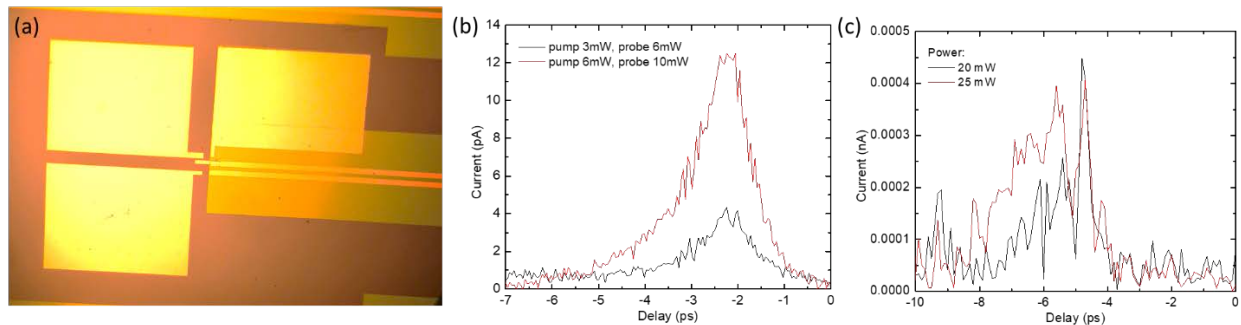 (a)
(b)
pump 3mW, probe 6mW
pump 6mW, probe 10mW
Current (pA)
14
12
10
8
6
4
2
0
-7
-6
-5
-4
-3
-2
-1
0
Delay (ps)
(c)
Power:
20 mW
25 mW
Current (nA)
0.0005
0.0004
0.0003
0.0002
0.0001
0.0000
-10
-8
-6
-4
-2
0
Delay (ps)